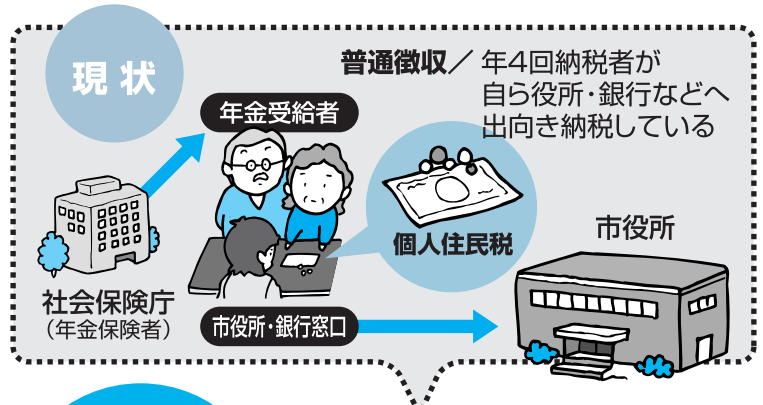 現状
普通徴収／年4回納税者が
自ら役所・銀行などへ
出向き納税している
年金受給者
個人住民税
市役所
社会保険庁
（年金保険者）
市役所・銀行窓口